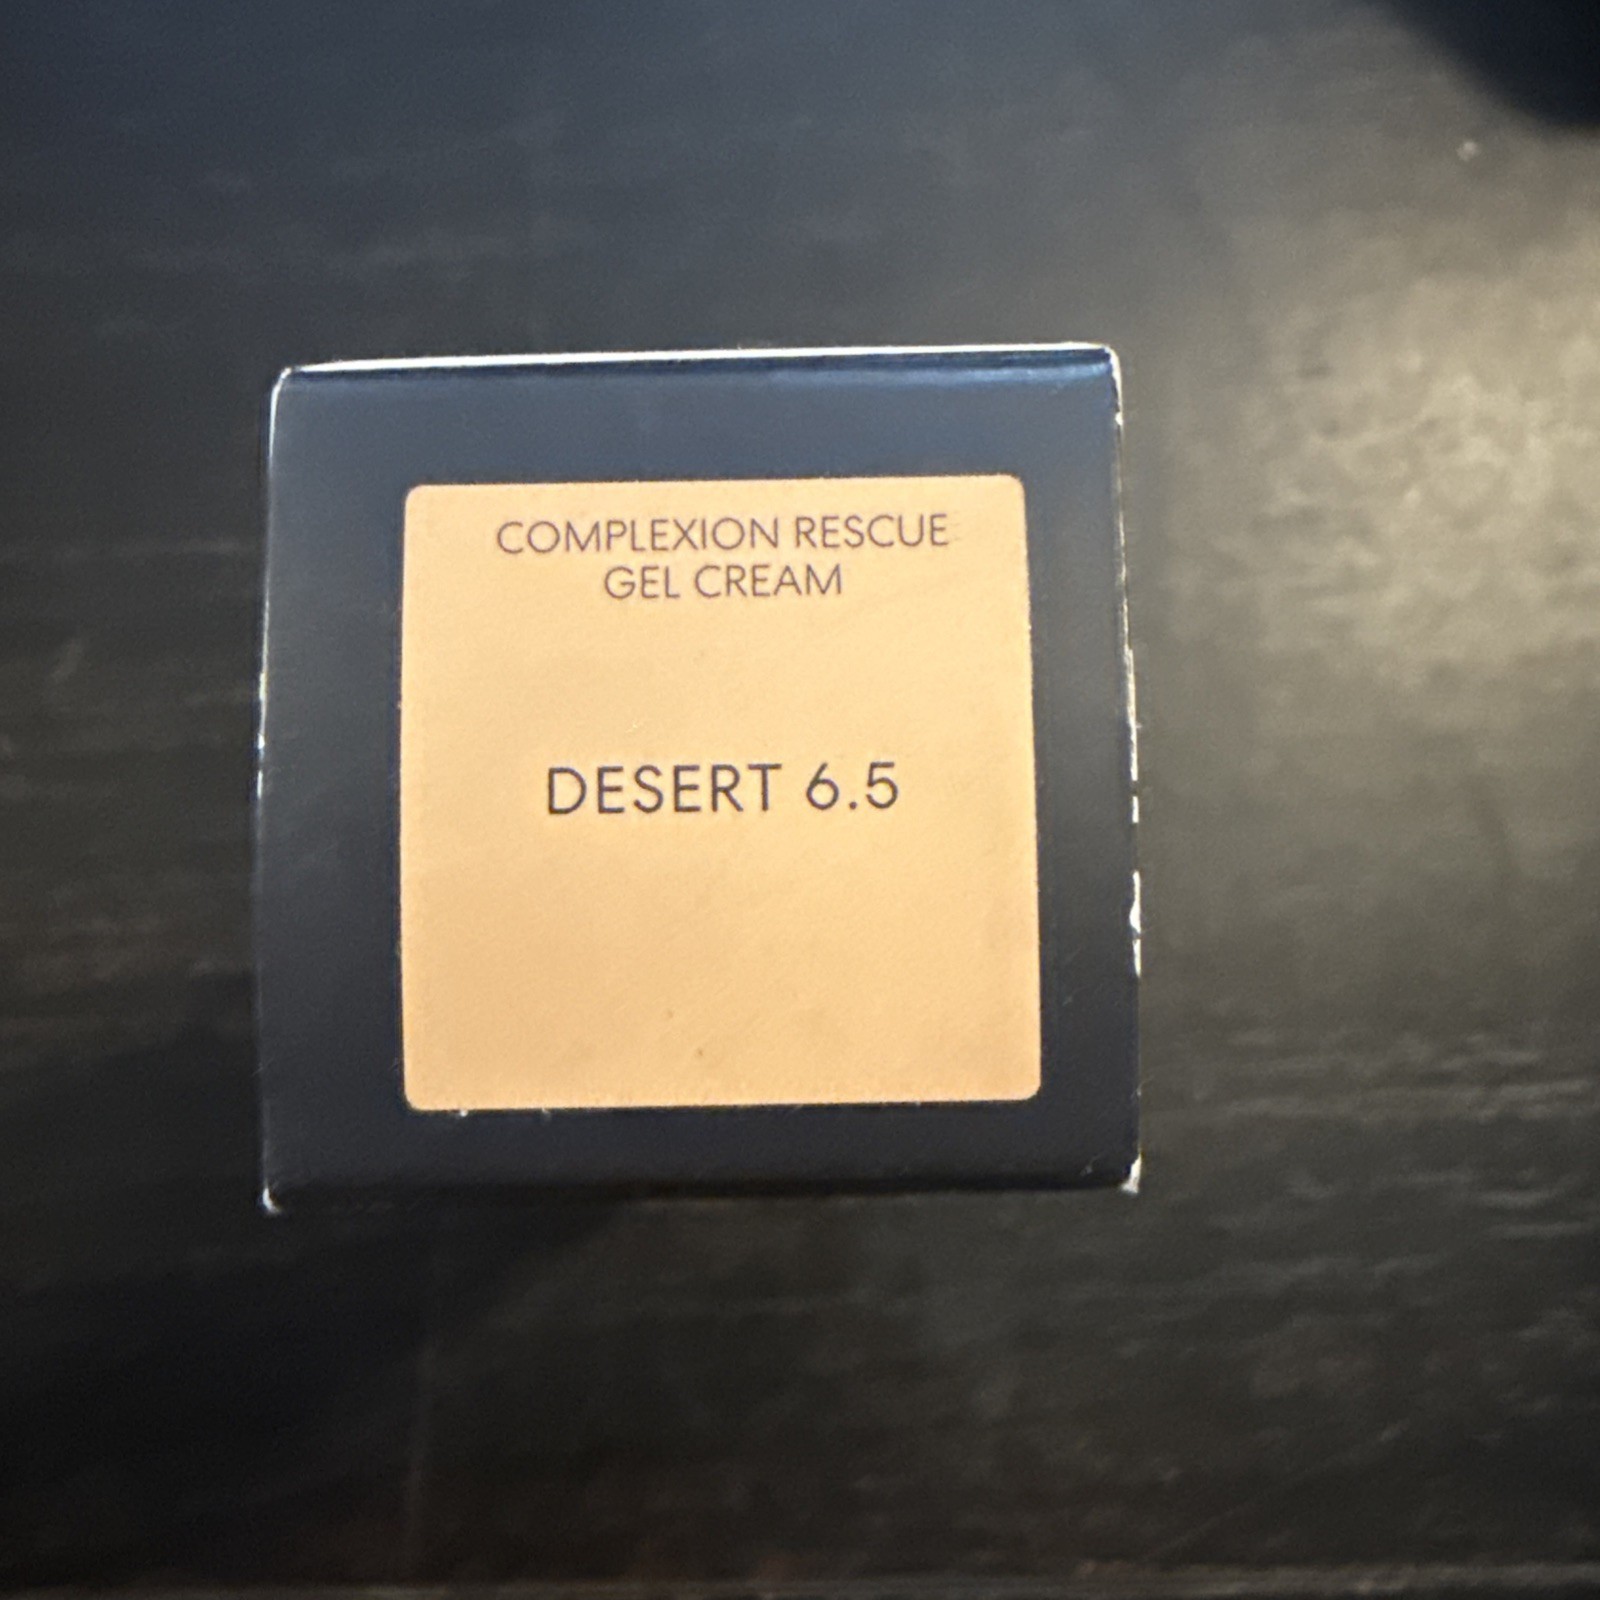 COMPLEXION RESCUE
GEL CREAM
DESERT 6.5